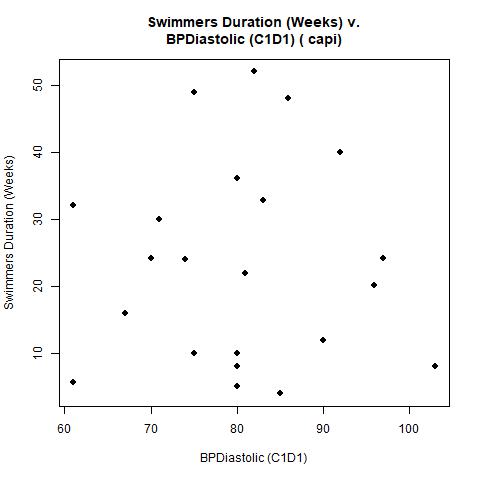 Swimmers Duration (Weeks) v.
BPDiastolic (C1D1) ( capi)
Swimmers Duration (Weeks)
50
40
30
20
10
60 70 80 90 100
BPDiastolic (C1D1)